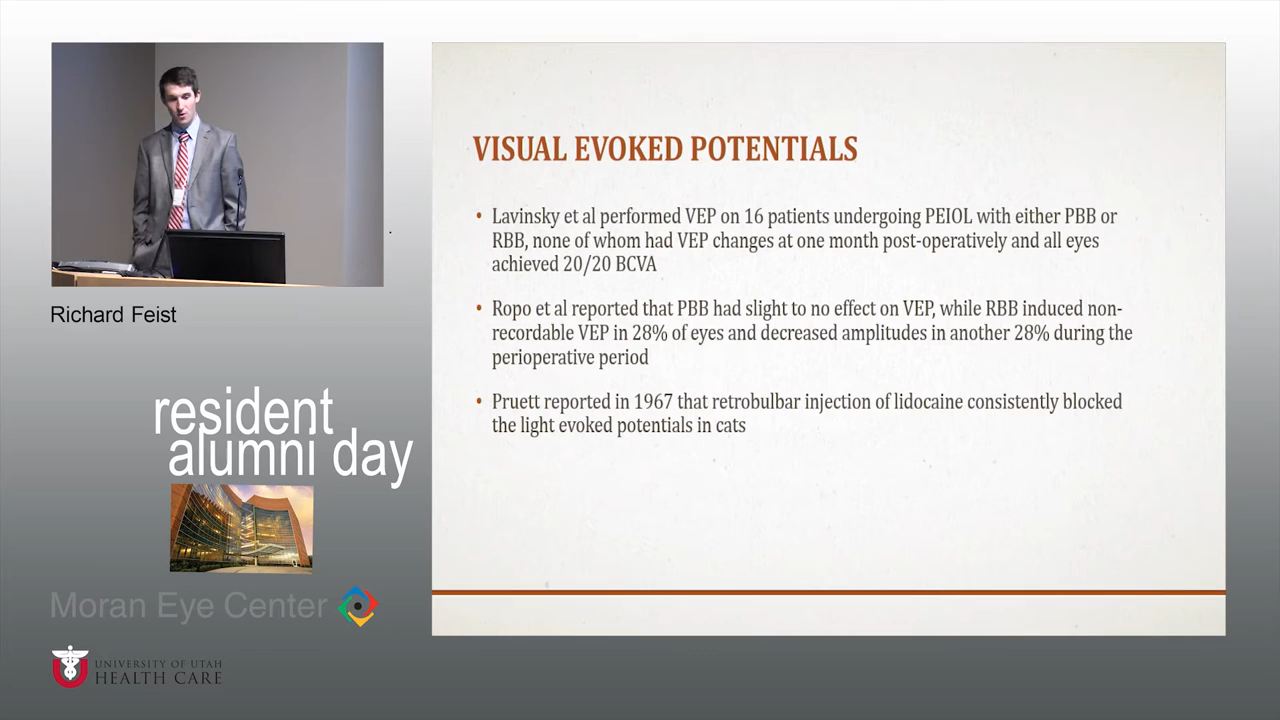 VISUAL EVOKED POTENTIALS
• Lavinsky et al performed VEP on 16 patients undergoing PEIOL with either PBB or
RBB, none of whom had VEP changes at one month post-operatively and all eyes
achieved 20/20 BCVA
• Ropo et al reported that PBB had slight to no effect on VEP, while RBB induced non-
recordable VEP in 28% of eyes and decreased amplitudes in another 28% during the
perioperative period
• Pruett reported in 1967 that retrobulbar injection of lidocaine consistently blocked
the light evoked potentials in cats
Richard Feist
resident
alumni day
Moran Eye Center
UNIVERSITY OF UTAH
HEALTH CARE